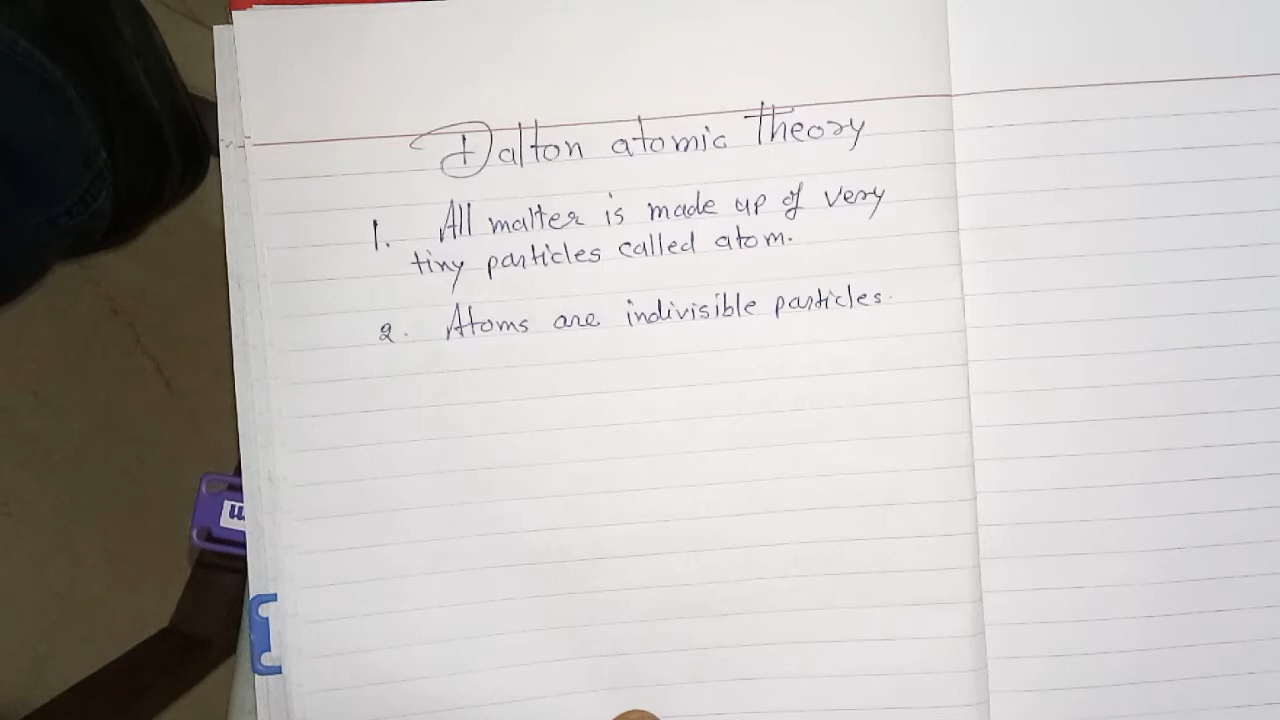 Dalton atomic theory
1. All matter is made up of very
tiny particles called atom.
2. Atoms are indivisible particles.